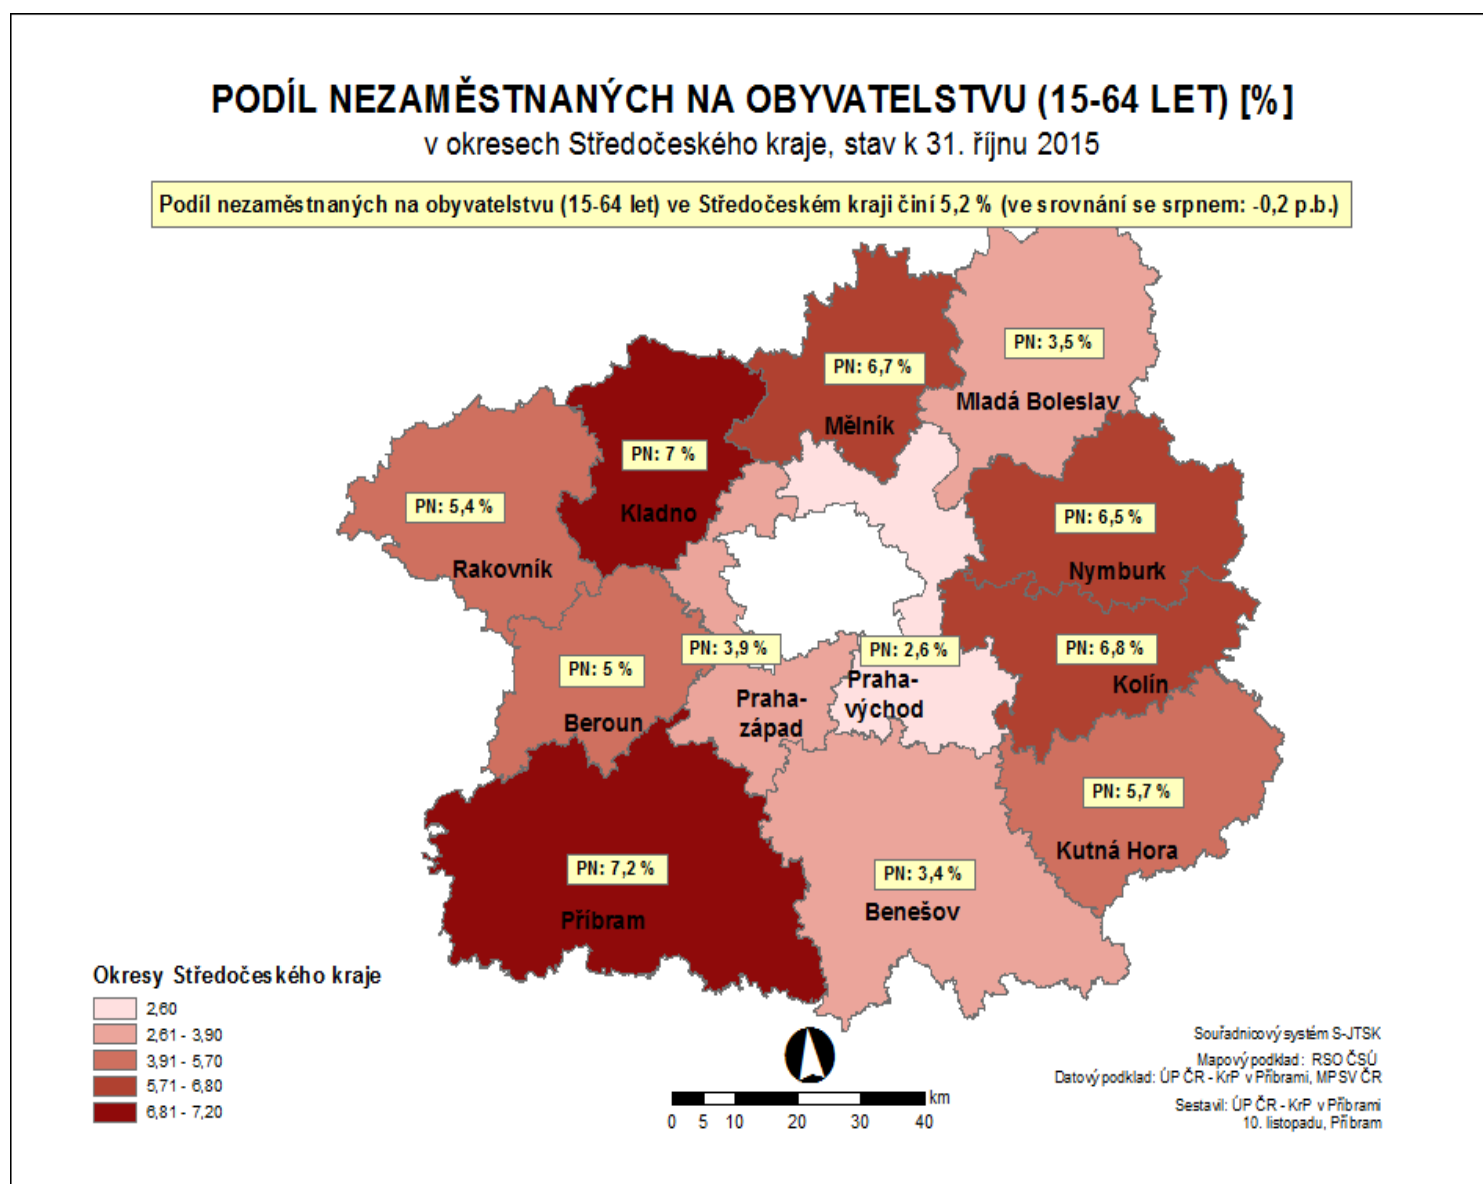 PODÍL NEZAMĚSTNANÝCH NA OBYVATELSTVU (15-64 LET) [%]
v okresech Středočeského kraje, stav k 31. říjnu 2015
Podíl nezaměstnaných na obyvatelstvu (15-64 let) ve Středočeském kraji činí 5,2 % (ve srovnání se srpnem: -0,2 p.b.)
PN: 3,5 %
Mladá Boleslav
PN: 6,7 %
Mělník
PN: 7 %
Kladno
PN: 5,4 %
Rakovník
PN: 6,5 %
Nymburk
PN: 3,9 %
Praha-
západ
PN: 2,6 %
Praha-
východ
PN: 6,8 %
Kolín
PN: 5 %
Beroun
PN: 5,7 %
Kutná Hora
PN: 7,2 %
Příbram
PN: 3,4 %
Benešov
Okresy Středočeského kraje
2,60
2,61 - 3,90
3,91 - 5,70
5,71 - 6,80
6,81 - 7,20
km
0 5 10 20 30 40
Souřadnicový systém S-JTSK
Mapový podklad: RSO ČSÚ
Datový podklad: ÚP ČR - KrP v Příbrami, MPSV ČR
Sestavil: ÚP ČR - KrP v Příbrami
10. listopadu, Příbram